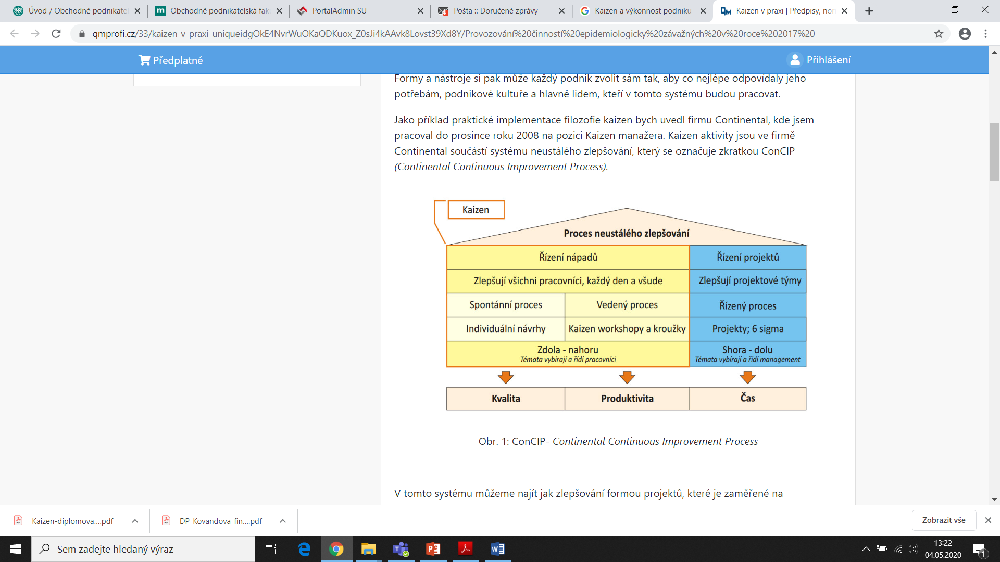 Úvod / Obchodně podnikatel
Obchodně podnikatelská faku
PortalAdmin SU
Pošta :: Doručené zprávy
Kaizen a výkonnost podniku
Kaizen v praxi | Předpisy, nor
qmprofi.cz/33/kaizen-v-praxi-uniqueidgOkE4NvrWuOKaQDKuox_Z0sJi4kAAvk8Lovst39Xd8Y/Provozování%20činností%20epidemiologicky%20závažných%20v%20roce%202017%20
Předplatné
Přihlášení
Formy a nástroje si pak může každý podnik zvolit sám tak, aby co nejlépe odpovídaly jeho
potřebám, podnikové kultuře a hlavně lidem, kteří v tomto systému budou pracovat.
Jako příklad praktické implementace filozofie kaizen bych uvedl firmu Continental, kde jsem
pracoval do prosince roku 2008 na pozici Kaizen manažera. Kaizen aktivity jsou ve firmě
Continental součástí systému neustálého zlepšování, který se označuje zkratkou ConCIP
(Continental Continuous Improvement Process).
Kaizen
Proces neustálého zlepšování
Řízení nápadů
Řízení projektů
Zlepšují všichni pracovníci, každý den a všude
Zlepšují projektové týmy
Spontánní proces
Vedený proces
Řízený proces
Individuální návrhy
Kaizen workshopy a kroužky
Projekty; 6 sigma
Zdola - nahoru
Témata vybírají a řídí pracovníci
Shora - dolu
Témata vybírají a řídí management
Kvalita
Produktivita
Čas
Obr. 1: ConCIP- Continental Continuous Improvement Process
V tomto systému můžeme najít jak zlepšování formou projektů, které je zaměřené na
Kaizen-diplomova....pdf
DP_Kovandova_fin....pdf
Zobrazit vše
Sem zadejte hledaný výraz
13:22
04.05.2020
1